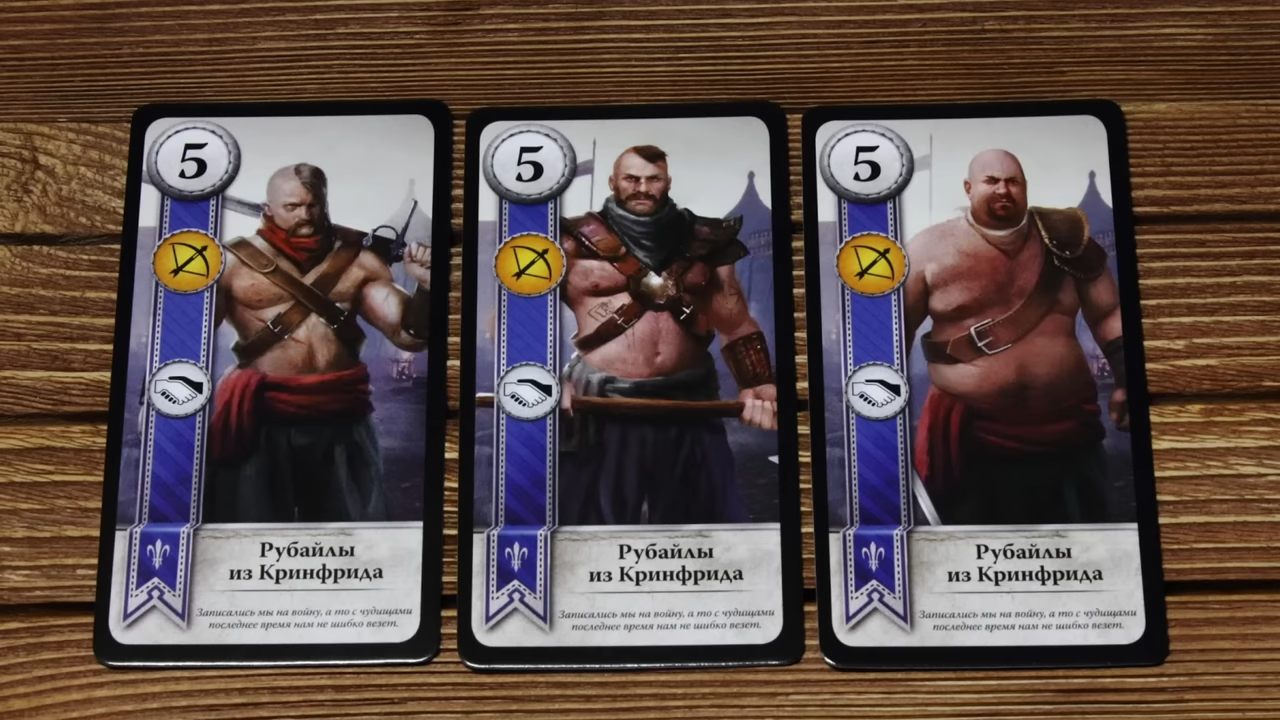 5
Рубайлы
из Кринфрида
Записались мы на войну, а то с чудищами
последнее время нам не шибко везет.
5
Рубайлы
из Кринфрида
Записались мы на войну, а то с чудищами
последнее время нам не шибко везет.
5
Рубайлы
из Кринфрида
Записались мы на войну, а то с чудищами
последнее время нам не шибко везет.